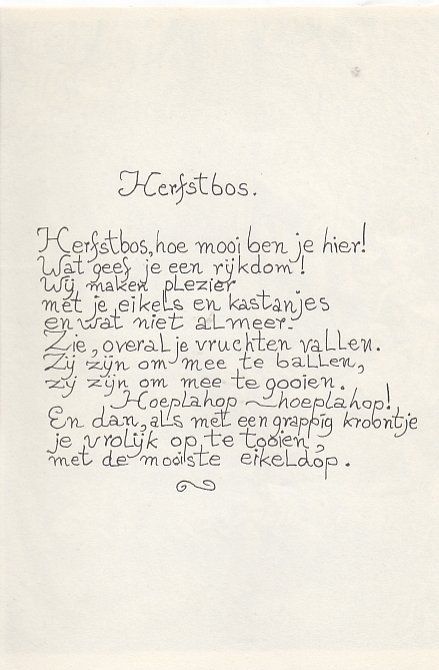 Herfstbos.
Herfstbos, hoe mooi ben je hier!
Wat geef je een rijkdom!
Wij maken plezier
met je eikels en kastanjes
en wat niet al meer.
Zie, overal je vruchten vallen.
Zij zijn om mee te ballen,
zij zijn om mee te gooien.
Hoeplahop ~ hoeplahop!
En dan, als met een grappig kroontje
je vrolijk op te tooien,
met de mooiste eikeldop.